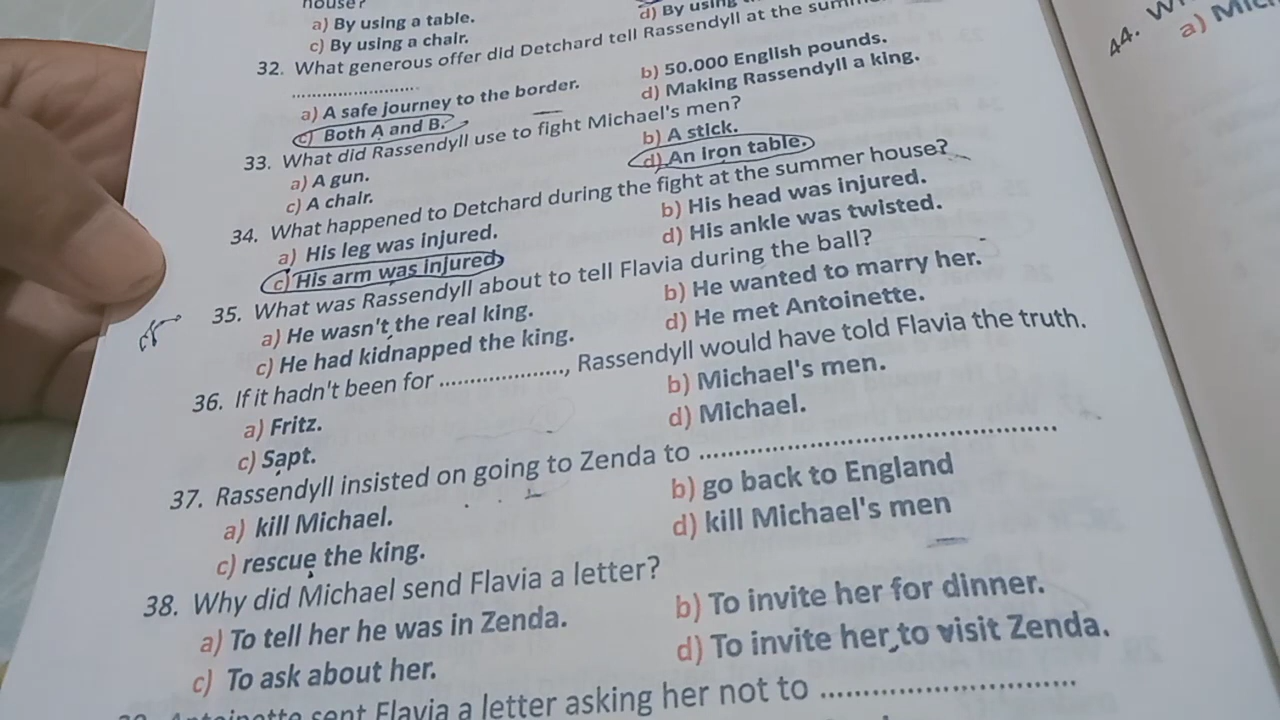 house?
a) By using a table.
d) By using
c) By using a chair.
32. What generous offer did Detchard tell Rassendyll at the
........................
a) A safe journey to the border.
b) 50.000 English pounds.
c) Both A and B.
d) Making Rassendyll a king.
33. What did Rassendyll use to fight Michael's men?
a) A gun.
b) A stick.
c) A chair.
d) An iron table.
34. What happened to Detchard during the fight at the summer house?
a) His leg was injured.
b) His head was injured.
c) His arm was injured
d) His ankle was twisted.
35. What was Rassendyll about to tell Flavia during the ball?
a) He wasn't the real king.
b) He wanted to marry her.
c) He had kidnapped the king.
d) He met Antoinette.
36. If it hadn't been for ...................., Rassendyll would have told Flavia the truth.
a) Fritz.
b) Michael's men.
c) Sapt.
d) Michael.
37. Rassendyll insisted on going to Zenda to ........................................
a) kill Michael.
b) go back to England
c) rescue the king.
d) kill Michael's men
38. Why did Michael send Flavia a letter?
a) To tell her he was in Zenda.
b) To invite her for dinner.
c) To ask about her.
d) To invite her to visit Zenda.
Antoinette sent Flavia a letter asking her not to ............................
44.
a)